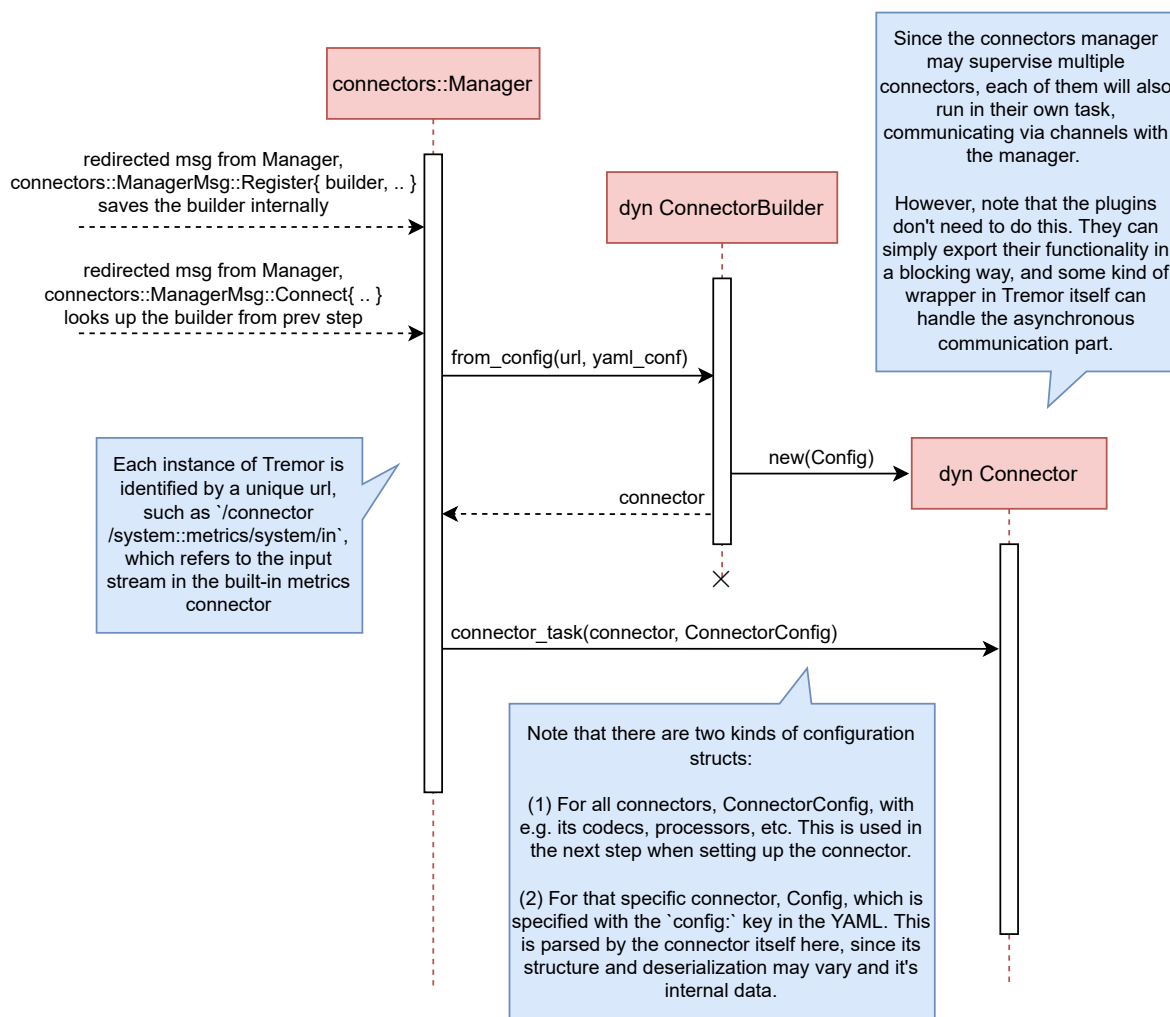 connectors::Manager
Since the connectors manager
may supervise multiple
connectors, each of them will also
run in their own task,
communicating via channels with
the manager.
However, note that the plugins
don't need to do this. They can
simply export their functionality in
a blocking way, and some kind of
wrapper in Tremor itself can
handle the asynchronous
communication part.
redirected msg from Manager,
connectors::ManagerMsg::Register{ builder, .. }
saves the builder internally
dyn ConnectorBuilder
redirected msg from Manager,
connectors::ManagerMsg::Connect{ .. }
looks up the builder from prev step
from_config(url, yaml_conf)
Each instance of Tremor is
identified by a unique url,
such as `/connector
/system::metrics/system/in`,
which refers to the input
stream in the built-in metrics
connector
new(Config)
dyn Connector
connector
connector_task(connector, ConnectorConfig)
Note that there are two kinds of configuration
structs:
(1) For all connectors, ConnectorConfig, with
e.g. its codecs, processors, etc. This is used in
the next step when setting up the connector.
(2) For that specific connector, Config, which is
specified with the `config:` key in the YAML. This
is parsed by the connector itself here, since its
structure and deserialization may vary and it's
internal data.